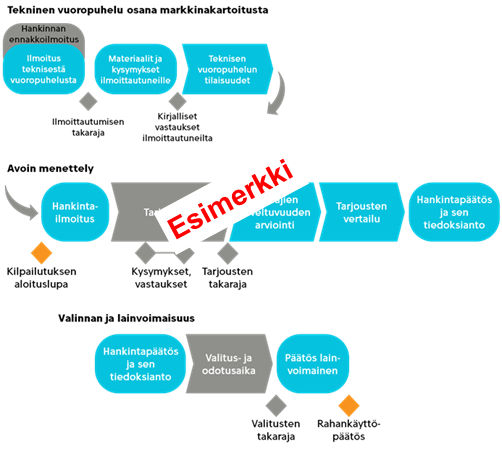 Tekninen vuoropuhelu osana markkinakartoitusta
Hankinnan
ennakkoilmoitus
Ilmoitus
teknisestä
vuoropuhelusta
Materiaalit ja
kysymykset
ilmoittautuneille
Teknisen
vuoropuhelun
tilaisuudet
Ilmoittautumisen
takaraja
Kirjalliset
vastaukset
ilmoittautuneilta
Avoin menettely
Hankinta-
ilmoitus
Esimerkki
arviointi
Tarjousten
vertailu
Hankintapäätös
ja sen
tiedoksianto
Kilpailutuksen
aloituslupa
Kysymykset,
vastaukset
Tarjousten
takaraja
Valinnan ja lainvoimaisuus
Hankintapäätös
ja sen
tiedoksianto
Valitus- ja
odotusaika
Päätös lain-
voimainen
Valitusten
takaraja
Rahankäyttö-
päätös